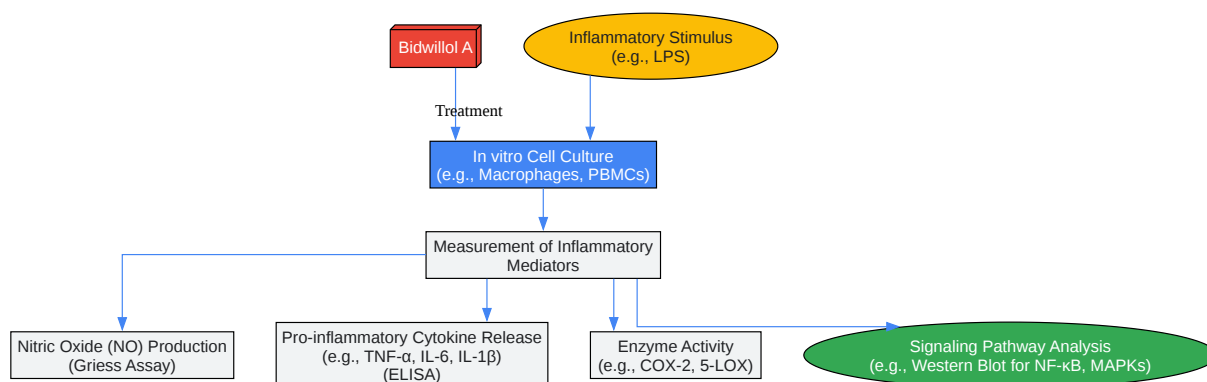 Bidwillol A
Inflammatory Stimulus
(e.g., LPS)
Treatment
In vitro Cell Culture
(e.g., Macrophages, PBMCs)
Measurement of Inflammatory
Mediators
Nitric Oxide (NO) Production
(Griess Assay)
Pro-inflammatory Cytokine Release
(e.g., TNF-α, IL-6, IL-1β)
(ELISA)
Enzyme Activity
(e.g., COX-2, 5-LOX)
Signaling Pathway Analysis
(e.g., Western Blot for NF-κB, MAPKs)